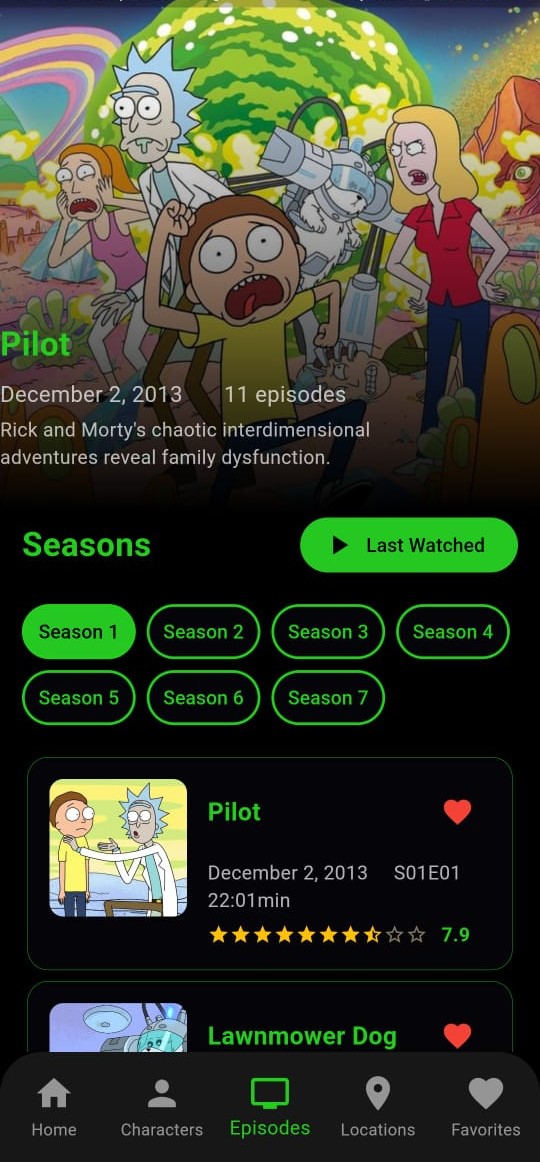 Pilot
December 2, 2013 11 episodes
Rick and Morty's chaotic interdimensional
adventures reveal family dysfunction.
Seasons
Last Watched
Season 1 Season 2 Season 3 Season 4
Season 5 Season 6 Season 7
Pilot
December 2, 2013 S01E01
22:01min
7.9
Lawnmower Dog
Home Characters Episodes Locations Favorites